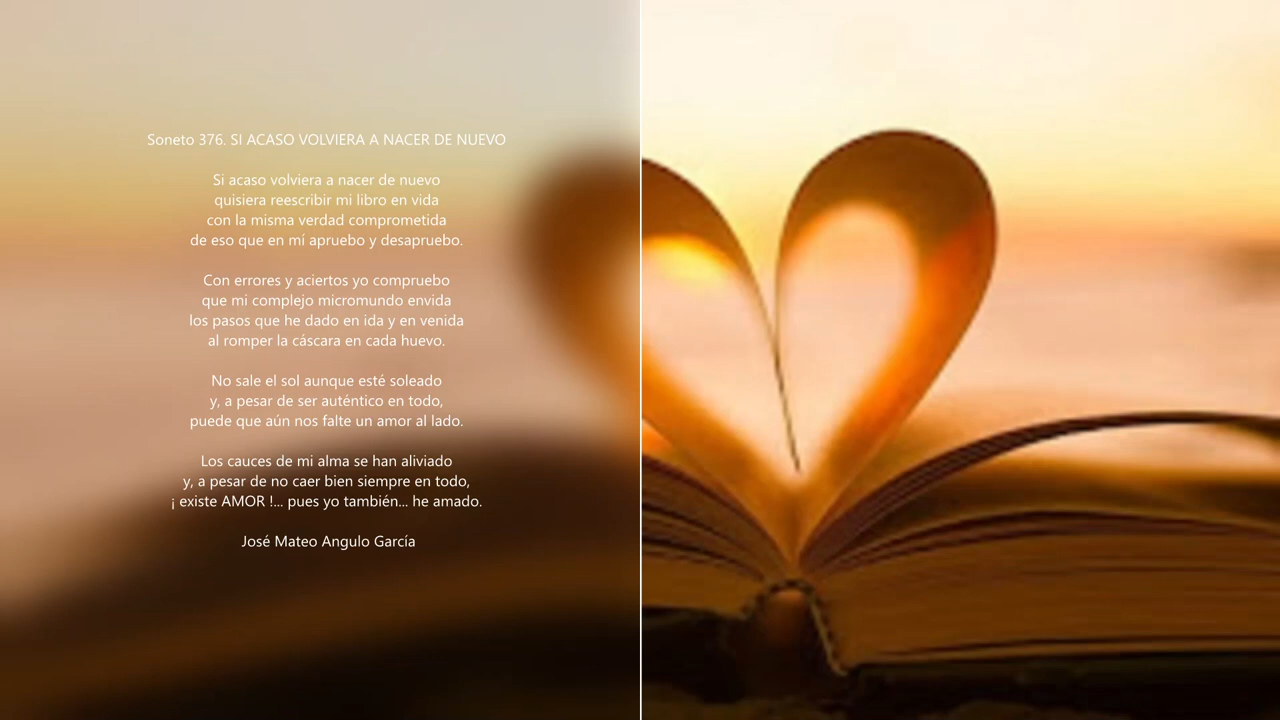 Soneto 376. SI ACASO VOLVIERA A NACER DE NUEVO
Si acaso volviera a nacer de nuevo
quisiera reescribir mi libro en vida
con la misma verdad comprometida
de eso que en mí apruebo y desapruebo.
Con errores y aciertos yo compruebo
que mi complejo micromundo envida
los pasos que he dado en ida y en venida
al romper la cáscara en cada huevo.
No sale el sol aunque esté soleado
y, a pesar de ser auténtico en todo,
puede que aún nos falte un amor al lado.
Los cauces de mi alma se han aliviado
y, a pesar de no caer bien siempre en todo,
¡ existe AMOR !... pues yo también... he amado.
José Mateo Angulo García